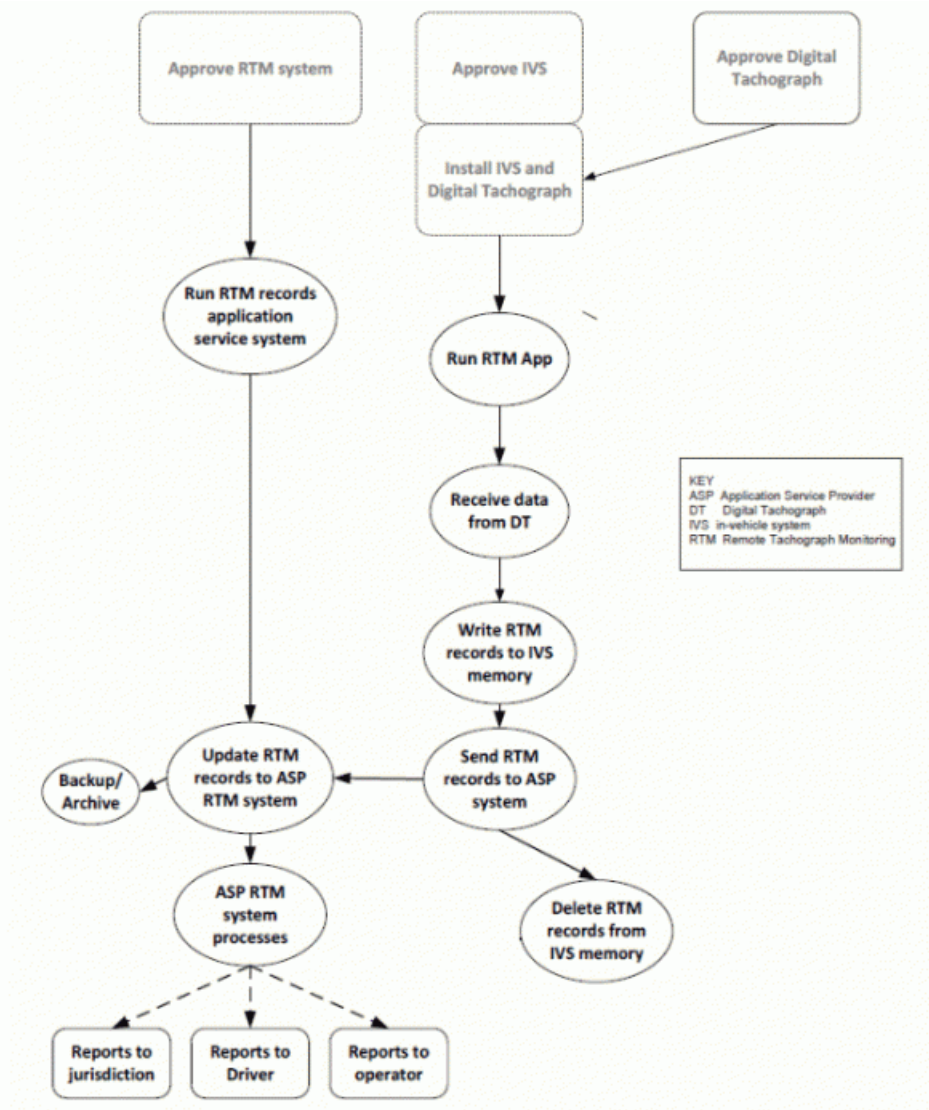 Approve RTM system
Approve IVS
Approve Digital
Tachograph
Install IVS and
Digital Tachograph
Run RTM records
application
service system
Run RTM App
Receive data
from DT
KEY
ASP Application Service Provider
DT Digital Tachograph
IVS in-vehicle system
RTM Remote Tachograph Monitoring
Write RTM
records to IVS
memory
Update RTM
records to ASP
RTM system
Send RTM
records to ASP
system
Backup/
Archive
ASP RTM
system
processes
Delete RTM
records from
IVS memory
Reports to
jurisdiction
Reports to
Driver
Reports to
operator